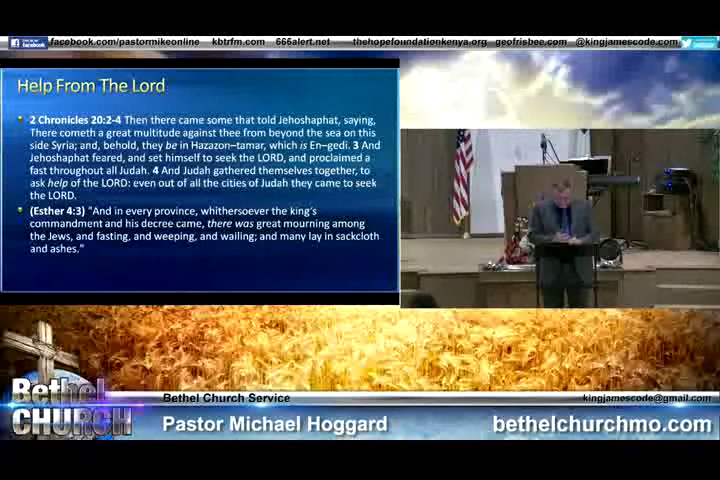 facebook.com/pastormikeonline kbtrfm.com 666alert.net thehopefoundationkenya.org geofrisbee.com @kingjamescode.com
Help From The Lord
2 Chronicles 20:2-4 Then there came some that told Jehoshaphat, saying,
There cometh a great multitude against thee from beyond the sea on this
side Syria; and, behold, they be in Hazazon–tamar, which is En–gedi. 3 And
Jehoshaphat feared, and set himself to seek the LORD, and proclaimed a
fast throughout all Judah. 4 And Judah gathered themselves together, to
ask help of the LORD: even out of all the cities of Judah they came to seek
the LORD.
(Esther 4:3) "And in every province, whithersoever the king's
commandment and his decree came, there was great mourning among
the Jews, and fasting, and weeping, and wailing; and many lay in sackcloth
and ashes."
Bethel
CHURCH
Bethel Church Service kingjamescode@gmail.com
Pastor Michael Hoggard bethelchurchmo.com